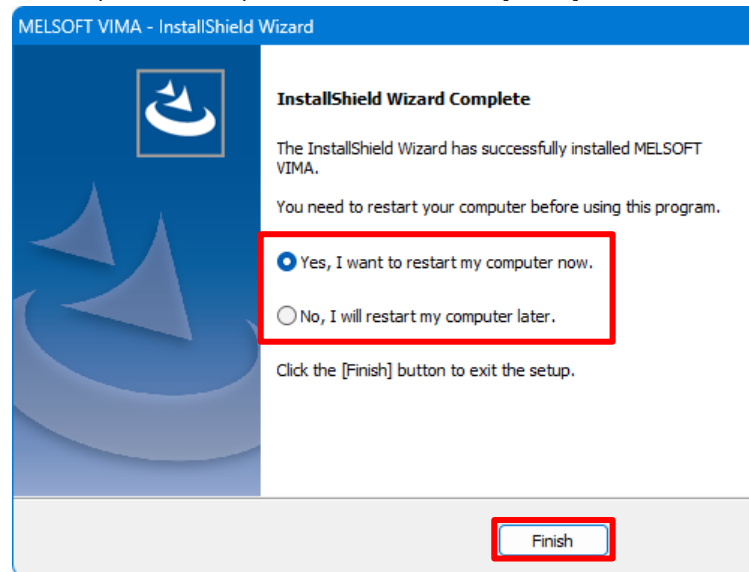 MELSOFT VIMA - InstallShield Wizard
InstallShield Wizard Complete
The InstallShield Wizard has successfully installed MELSOFT
VIMA.
You need to restart your computer before using this program.
Yes, I want to restart my computer now.
No, I will restart my computer later.
Click the [Finish] button to exit the setup.
Finish